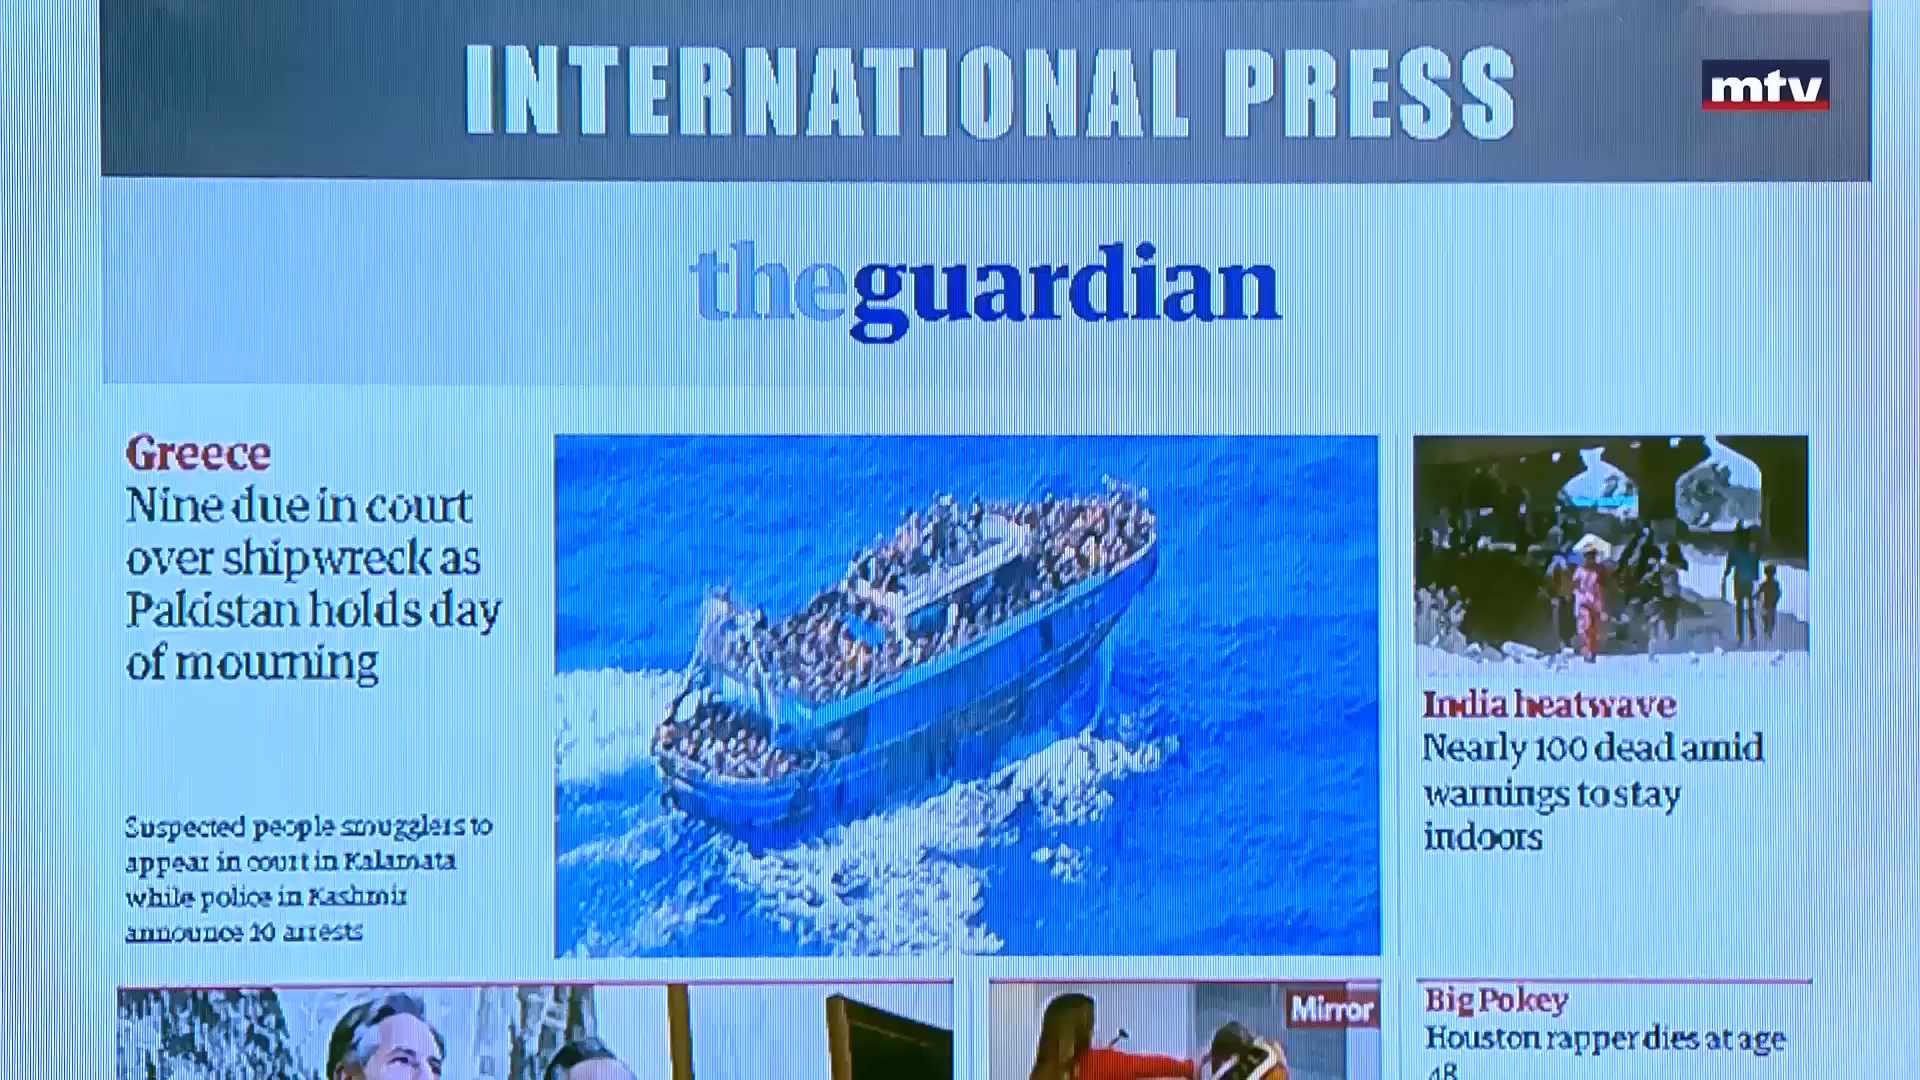 INTERNATIONAL PRESS
mtv
theguardian
Greece
Nine due in court
over shipwreck as
Pakistan holds day
of mourning
Suspected people smugglers to
appear in court in Kalamata
while police in Kashmir
announce 10 arrests
India heatwave
Nearly 100 dead amid
warnings to stay
indoors
Mirror
Big Pokey
Houston rapper dies at age
48